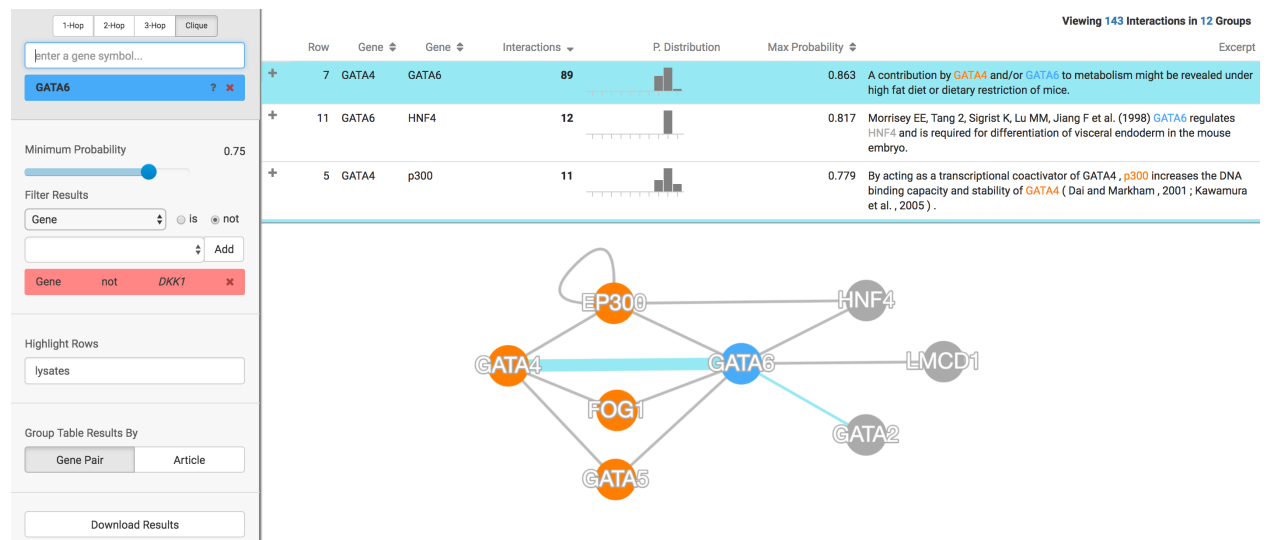 1-Hop 2-Hop 3-Hop Clique
enter a gene symbol...
GATA6 ? ×
Minimum Probability 0.75
Filter Results
Gene is not
Add
Gene not DKK1 ×
Highlight Rows
lysates
Group Table Results By
Gene Pair Article
Download Results
Viewing 143 Interactions in 12 Groups
Row Gene Gene Interactions P. Distribution Max Probability Excerpt
7 GATA4 GATA6 89 0.863 A contribution by GATA4 and/or GATA6 to metabolism might be revealed under
high fat diet or dietary restriction of mice.
11 GATA6 HNF4 12 0.817 Morrisey EE, Tang 2, Sigrist K, Lu MM, Jiang F et al. (1998) GATA6 regulates
HNF4 and is required for differentiation of visceral endoderm in the mouse
embryo.
5 GATA4 p300 11 0.779 By acting as a transcriptional coactivator of GATA4 , p300 increases the DNA
binding capacity and stability of GATA4 ( Dai and Markham , 2001 ; Kawamura
et al. , 2005 ) .
EP300
HNF4
GATA4
GATA6
LMCD1
FOG1
GATA2
GATA5